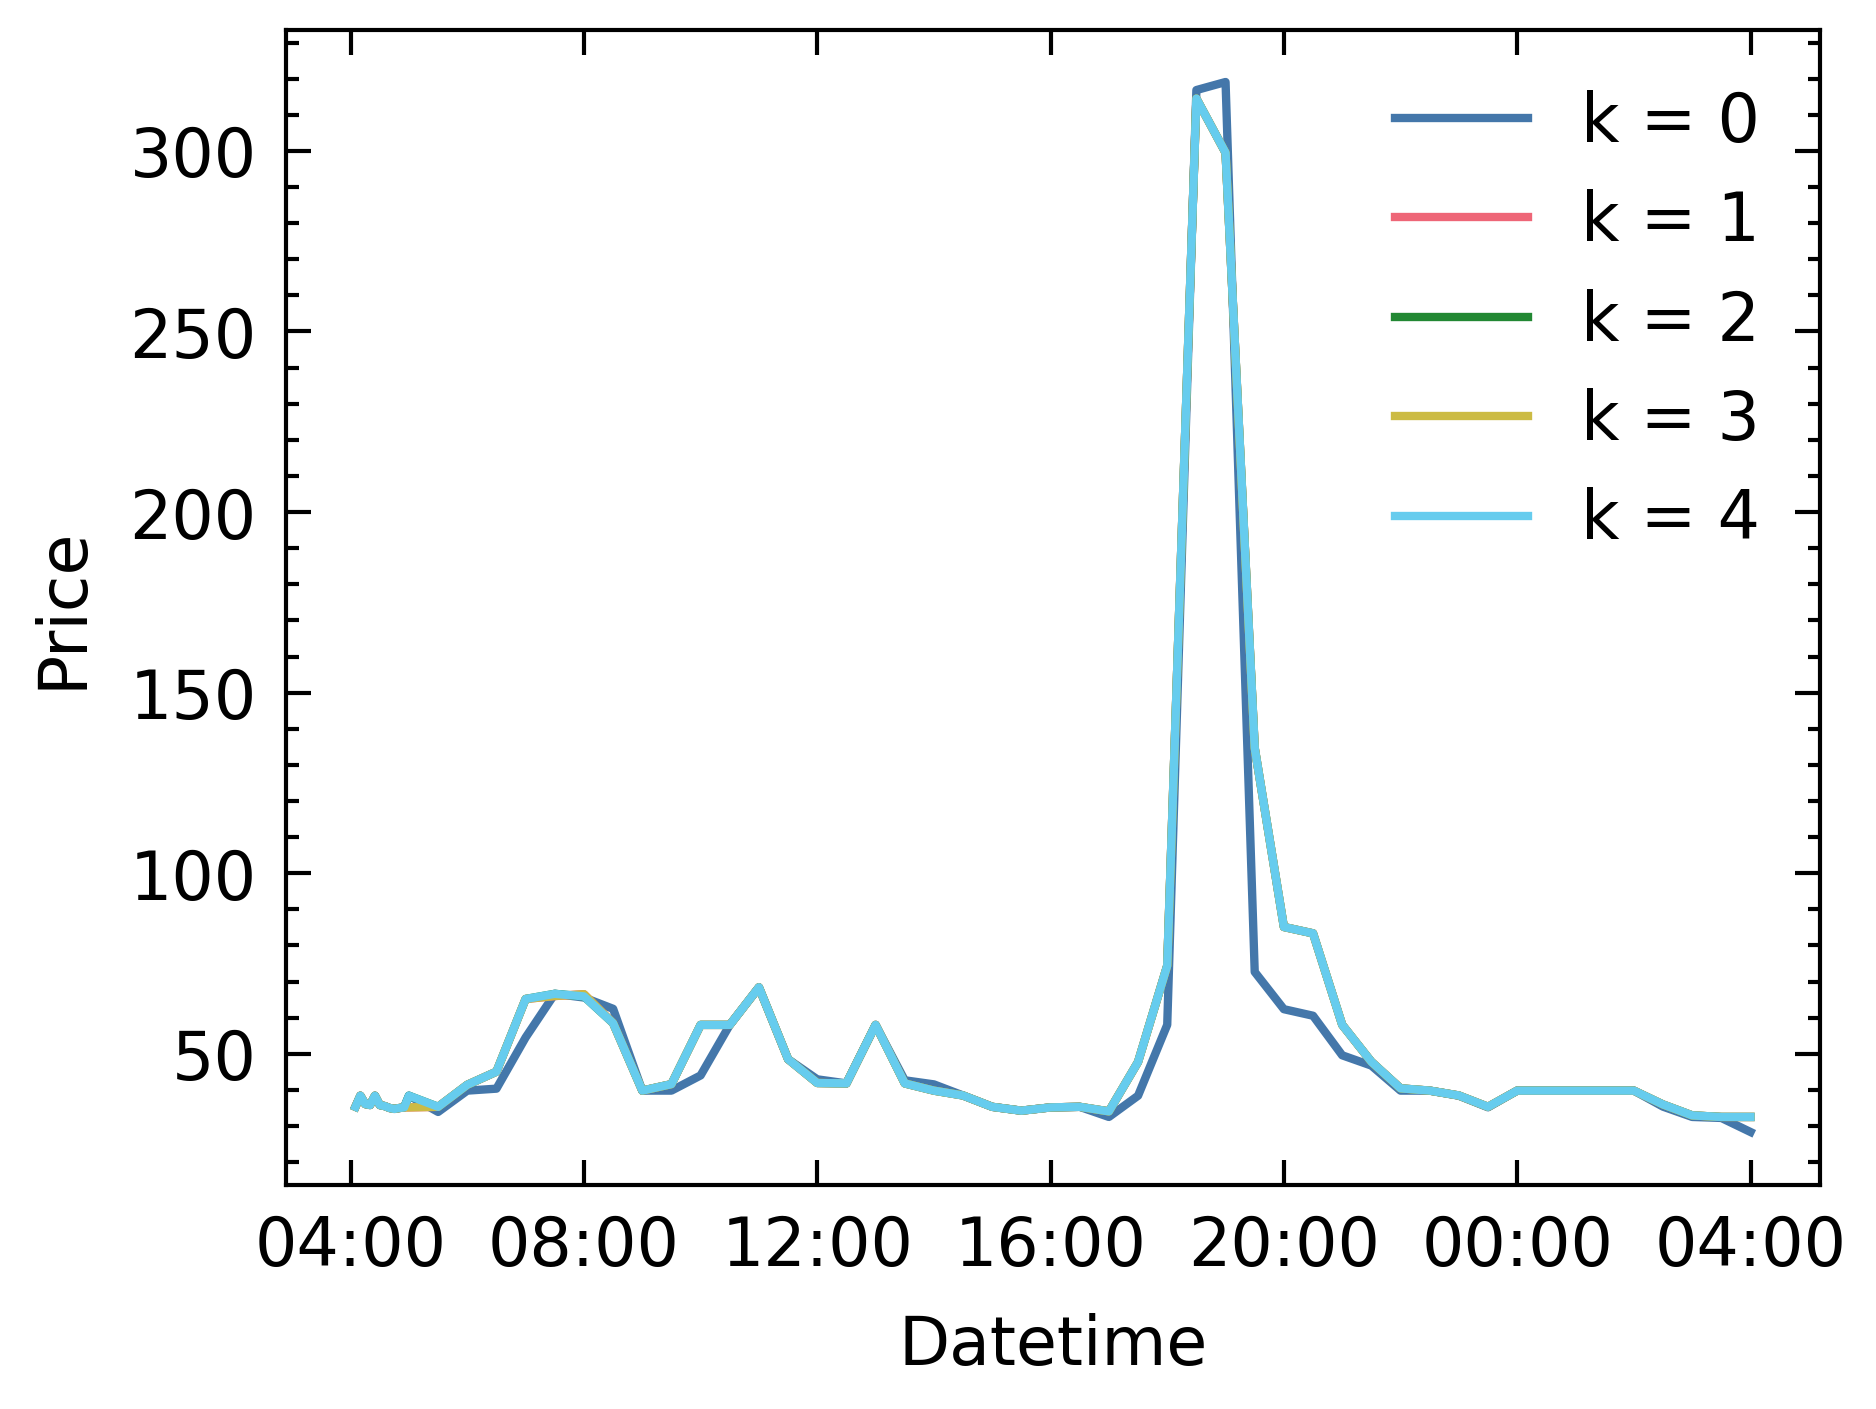 300
250
200
150
100
50
Price
k = 0
k = 1
k = 2
k = 3
k = 4
04:00 08:00 12:00 16:00 20:00 00:00 04:00
Datetime